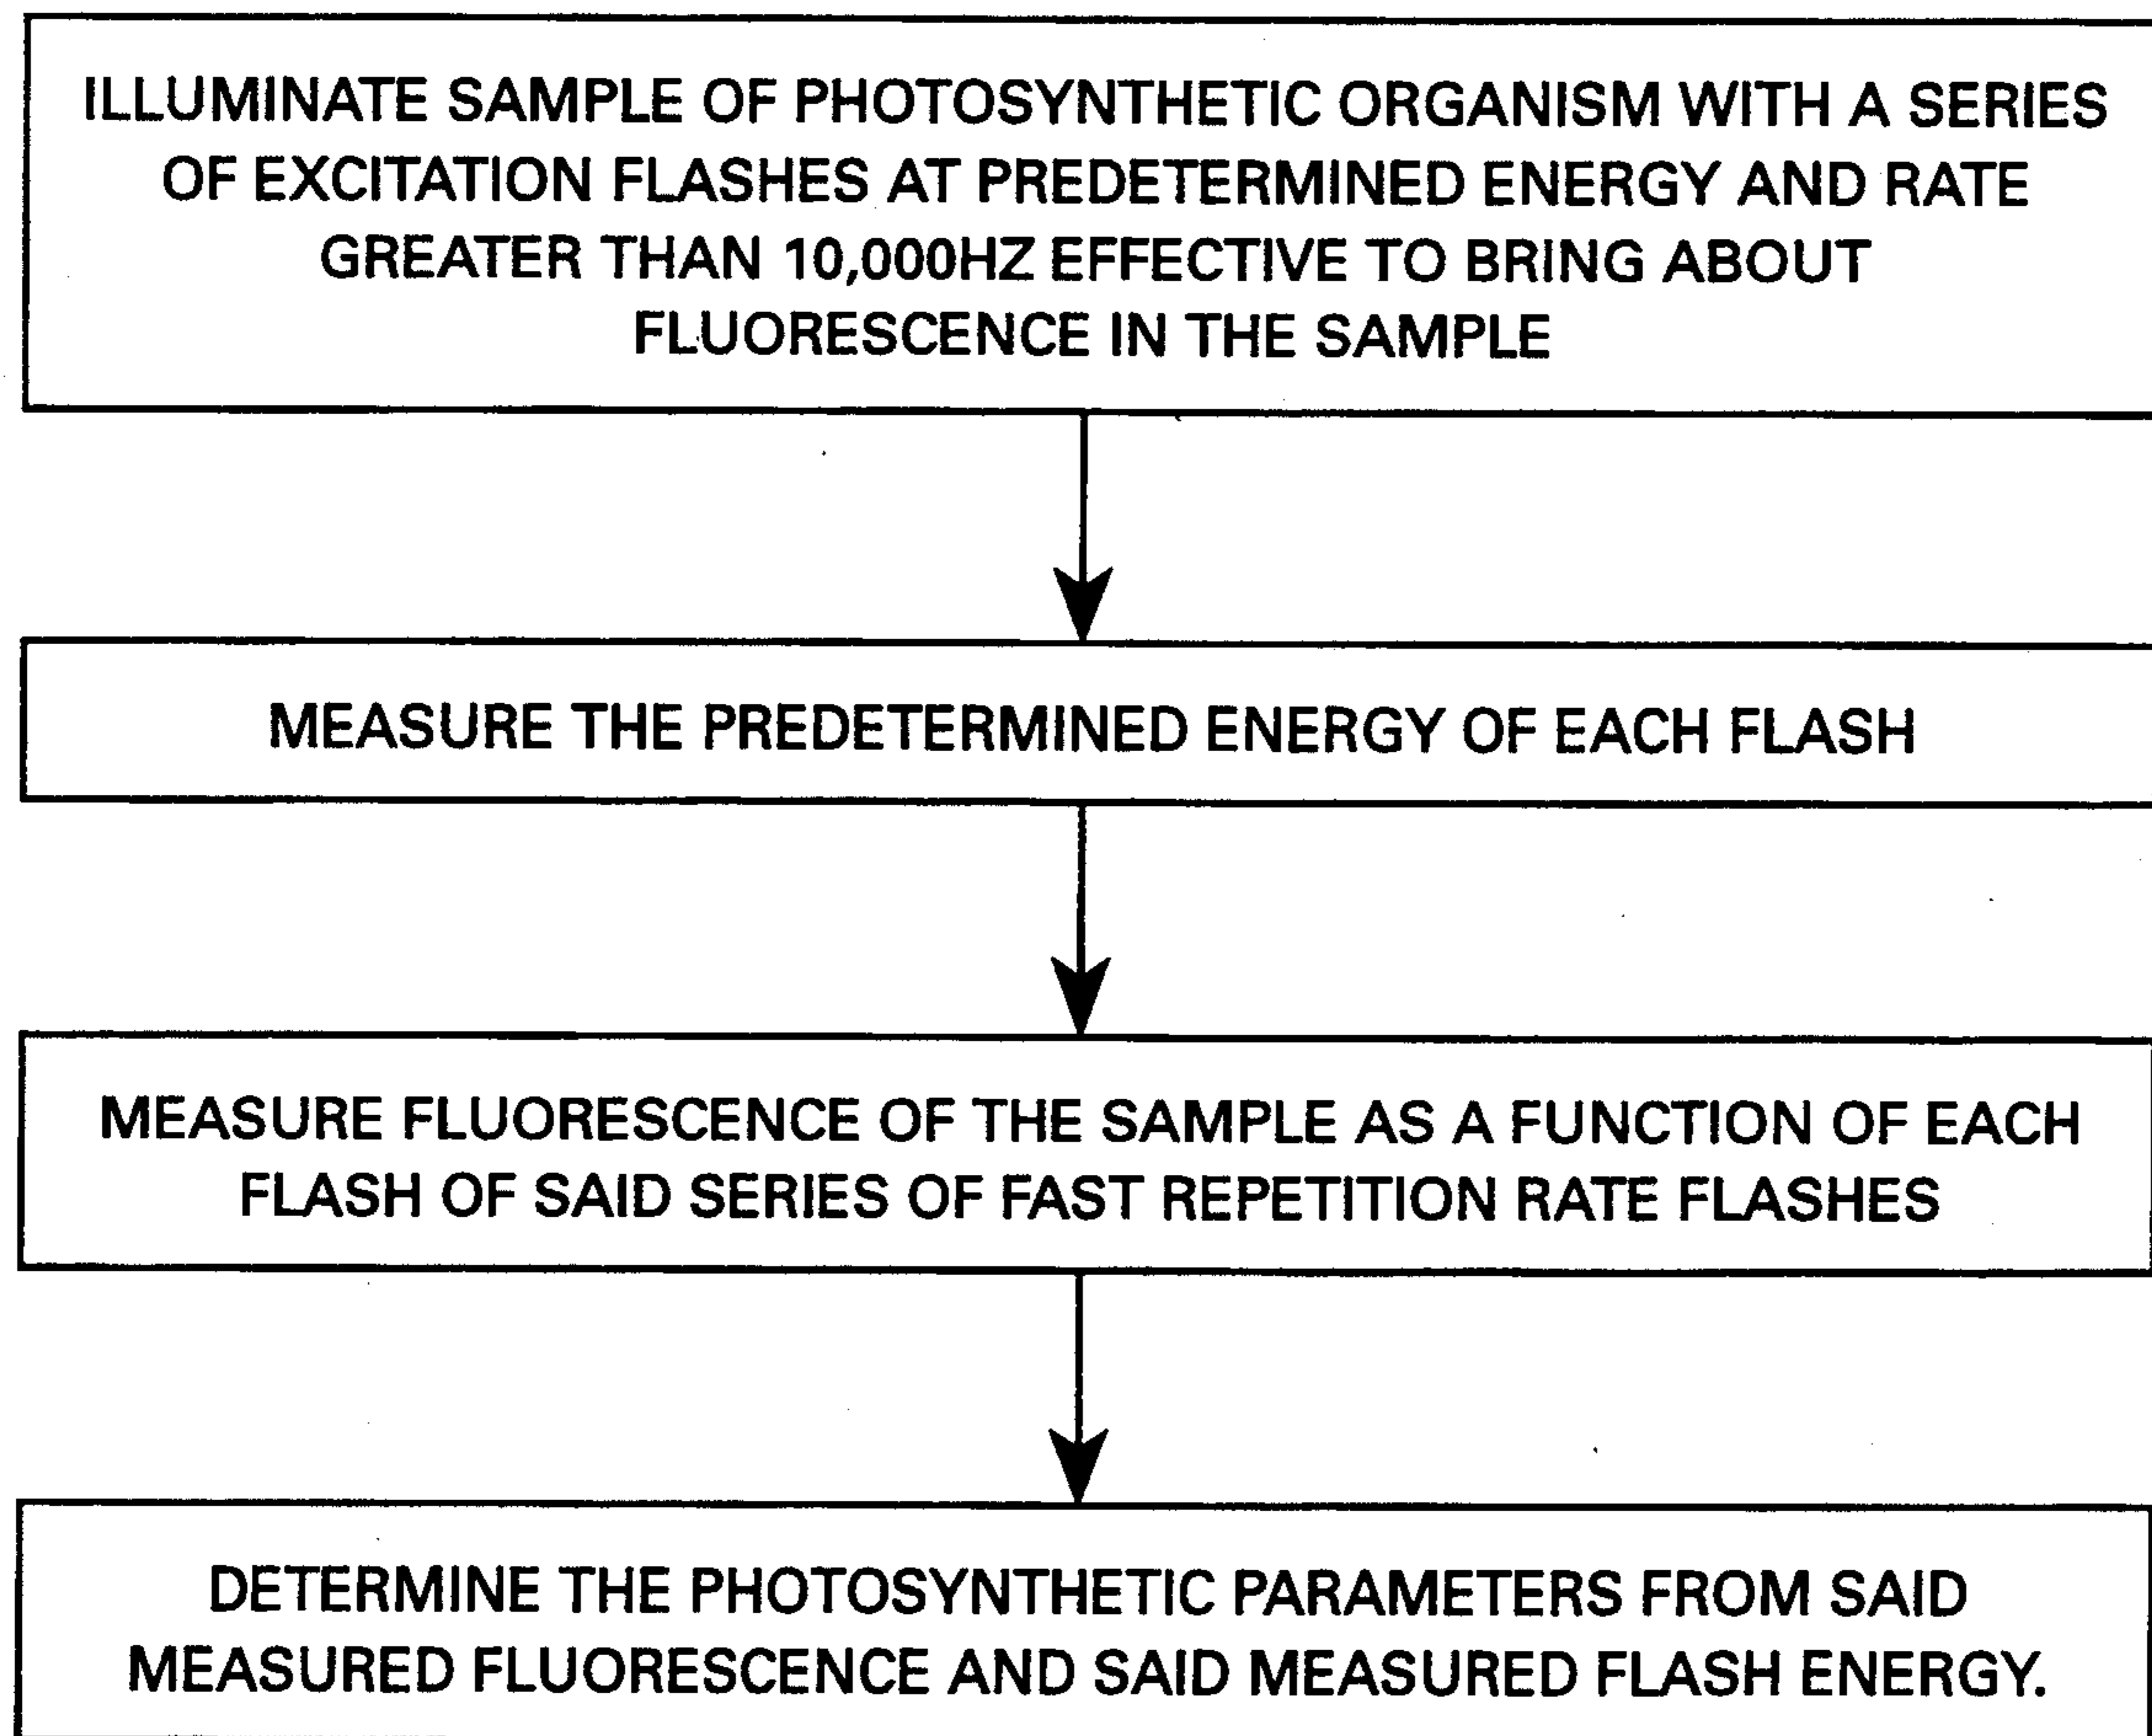 ILLUMINATE SAMPLE OF PHOTOSYNTHETIC ORGANISM WITH A SERIES
OF EXCITATION FLASHES AT PREDETERMINED ENERGY AND RATE
GREATER THAN 10,000HZ EFFECTIVE TO BRING ABOUT
FLUORESCENCE IN THE SAMPLE
MEASURE THE PREDETERMINED ENERGY OF EACH FLASH
MEASURE FLUORESCENCE OF THE SAMPLE AS A FUNCTION OF EACH
FLASH OF SAID SERIES OF FAST REPETITION RATE FLASHES
DETERMINE THE PHOTOSYNTHETIC PARAMETERS FROM SAID
MEASURED FLUORESCENCE AND SAID MEASURED FLASH ENERGY.